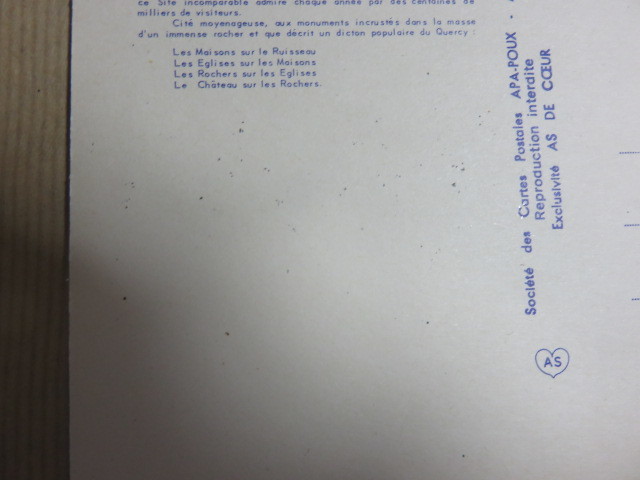 ce Site incomparable admiré chaque année par des centaines de
milliers de visiteurs.
Cité moyenageuse, aux monuments incrustés dans la masse
d'un immense rocher et que décrit un dicton populaire du Quercy :
Les Maisons sur le Ruisseau
Les Eglises sur les Maisons
Les Rochers sur les Eglises
Le Château sur les Rochers.
Société des Cartes Postales APA-POUX -
Reproduction interdite
Exclusivité AS DE CŒUR
AS